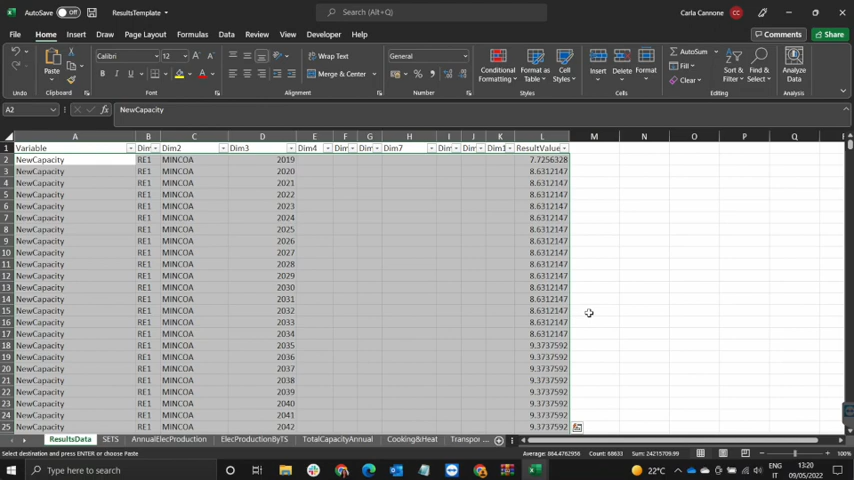 AutoSave Off ResultsTemplate Search (Alt+Q) Carla Cannone CC
File Home Insert Draw Page Layout Formulas Data Review View Developer Help Comments Share
Calibri 12 Wrap Text General AutoSum
Paste B I U Merge & Center Conditional Formatting Format as Table Cell Styles Insert Delete Format Fill Clear Sort & Filter Find & Select Analyze Data
Undo Clipboard Font Alignment Number Styles Cells Editing Analysis
A2 fx NewCapacity
A B C D E F G H I J K L M N O P Q
1 Variable Dim Dim2 Dim3 Dim4 Dim Dim Dim7 Dim Dim Dim1 ResultValue
2 NewCapacity RE1 MINCOA 2019 7.7256328
3 NewCapacity RE1 MINCOA 2020 8.6312147
4 NewCapacity RE1 MINCOA 2021 8.6312147
5 NewCapacity RE1 MINCOA 2022 8.6312147
6 NewCapacity RE1 MINCOA 2023 8.6312147
7 NewCapacity RE1 MINCOA 2024 8.6312147
8 NewCapacity RE1 MINCOA 2025 8.6312147
9 NewCapacity RE1 MINCOA 2026 8.6312147
10 NewCapacity RE1 MINCOA 2027 8.6312147
11 NewCapacity RE1 MINCOA 2028 8.6312147
12 NewCapacity RE1 MINCOA 2029 8.6312147
13 NewCapacity RE1 MINCOA 2030 8.6312147
14 NewCapacity RE1 MINCOA 2031 8.6312147
15 NewCapacity RE1 MINCOA 2032 8.6312147
16 NewCapacity RE1 MINCOA 2033 8.6312147
17 NewCapacity RE1 MINCOA 2034 8.6312147
18 NewCapacity RE1 MINCOA 2035 9.3737592
19 NewCapacity RE1 MINCOA 2036 9.3737592
20 NewCapacity RE1 MINCOA 2037 9.3737592
21 NewCapacity RE1 MINCOA 2038 9.3737592
22 NewCapacity RE1 MINCOA 2039 9.3737592
23 NewCapacity RE1 MINCOA 2040 9.3737592
24 NewCapacity RE1 MINCOA 2041 9.3737592
25 NewCapacity RE1 MINCOA 2042 9.3737592
ResultsData SETS AnnualElecProduction ElecProductionByTS TotalCapacityAnnual Cooking&Heat Transpor ...
Select destination and press ENTER or choose Paste Average: 884.4762956 Count: 68633 Sum: 24215709.99 100%
Type here to search 22°C ENG IT 13:20 09/05/2022